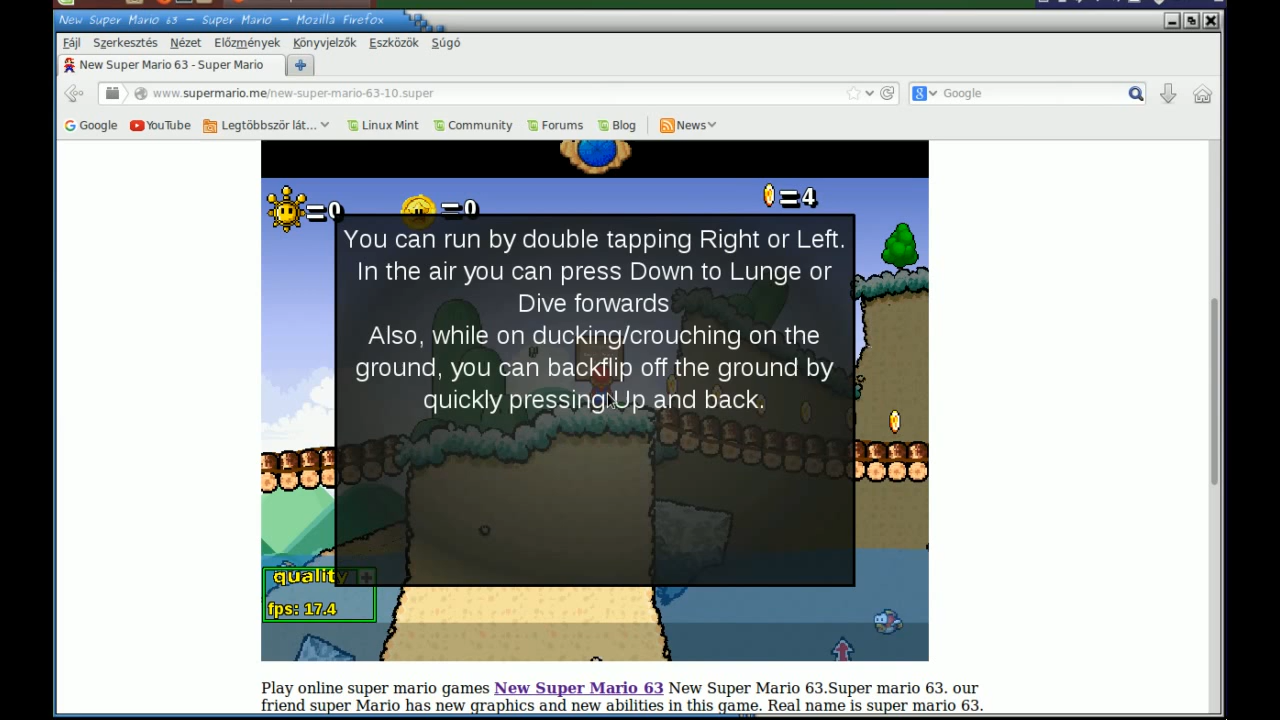 New Super Mario 63 - Super Mario - Mozilla Firefox
Fájl Szerkesztés Nézet Előzmények Könyvjelzők Eszközök Súgó
New Super Mario 63 - Super Mario
www.supermario.me/new-super-mario-63-10.super
Google
Google YouTube Legtöbbször lát... Linux Mint Community Forums Blog News
=0 =0 =4
You can run by double tapping Right or Left.
In the air you can press Down to Lunge or
Dive forwards
Also, while on ducking/crouching on the
ground, you can backflip off the ground by
quickly pressing Up and back.
quality +
fps: 17.4
Play online super mario games New Super Mario 63 New Super Mario 63.Super mario 63. our
friend super Mario has new graphics and new abilities in this game. Real name is super mario 63.